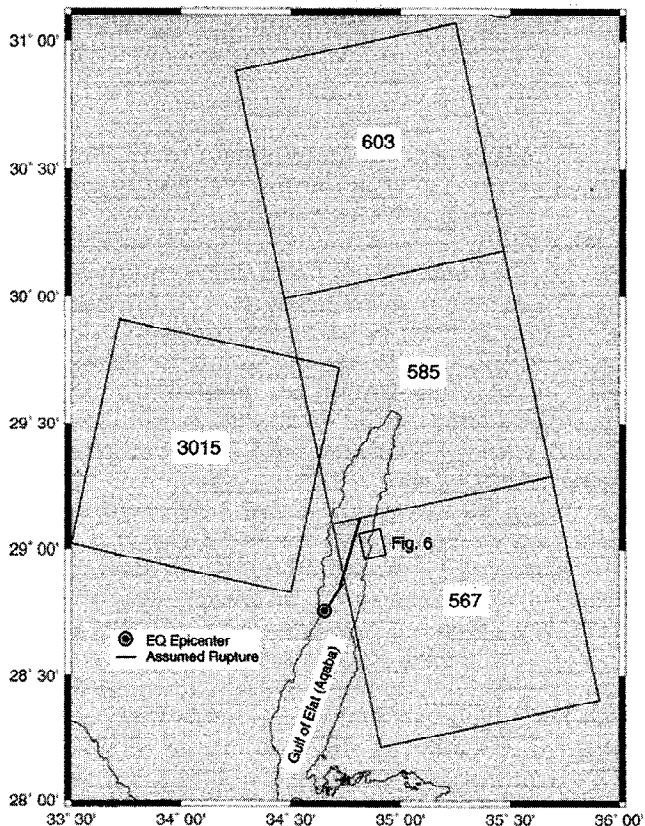 31° 00'
603
30° 30'
30° 00'
585
29° 30'
3015
29° 00'
Fig. 6
567
EQ Epicenter
Assumed Rupture
28° 30'
Gulf of Elat (Aqaba)
28° 00'
33° 30' 34° 00' 34° 30' 35° 00' 35° 30' 36° 00'